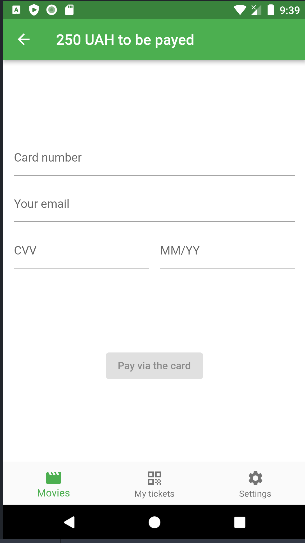 9:39
250 UAH to be payed
Card number
Your email
CVV MM/YY
Pay via the card
Movies My tickets Settings